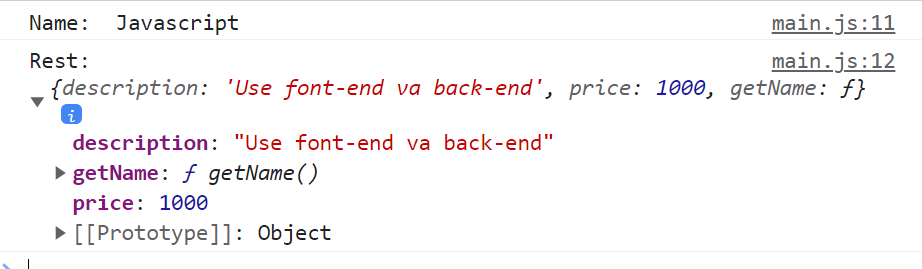 Name:  Javascript main.js:11
Rest: main.js:12
{description: 'Use font-end va back-end', price: 1000, getName: ƒ}
i
description: "Use font-end va back-end"
getName: ƒ getName()
price: 1000
[[Prototype]]: Object